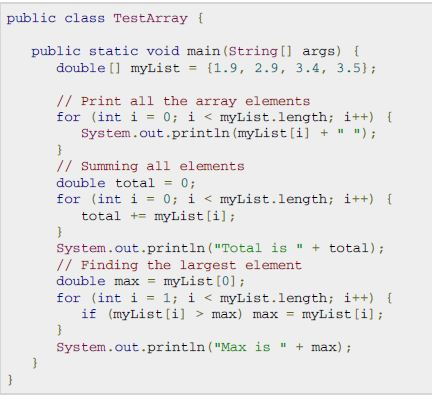 public class TestArray {
public static void main(String[] args) {
double[] myList = {1.9, 2.9, 3.4, 3.5};
// Print all the array elements
for (int i = 0; i < myList.length; i++) {
System.out.println(myList[i] + " ");
}
// Summing all elements
double total = 0;
for (int i = 0; i < myList.length; i++) {
total += myList[i];
}
System.out.println("Total is " + total);
// Finding the largest element
double max = myList[0];
for (int i = 1; i < myList.length; i++) {
if (myList[i] > max) max = myList[i];
}
System.out.println("Max is " + max);
}
}